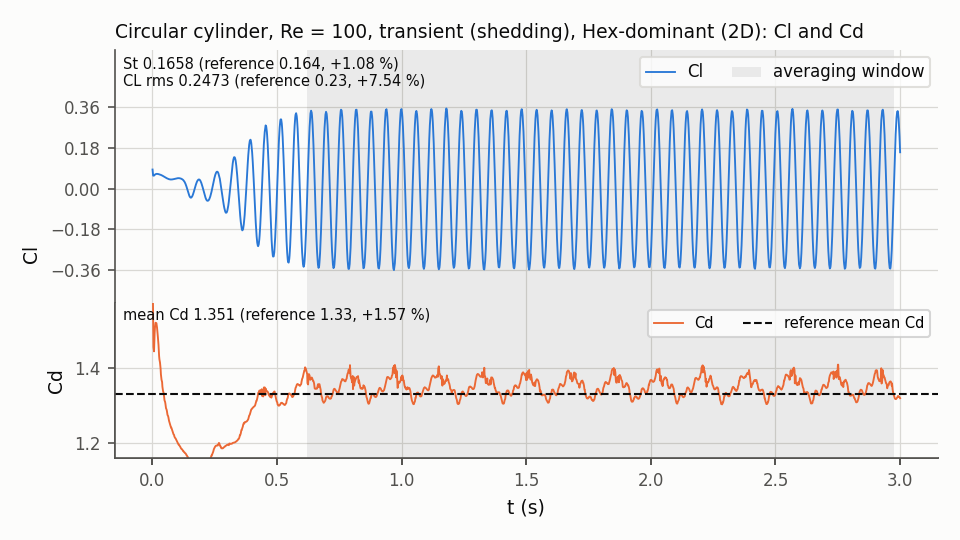 Circular cylinder, Re = 100, transient (shedding), Hex-dominant (2D): Cl and Cd
St 0.1658 (reference 0.164, +1.08 %)
CL rms 0.2473 (reference 0.23, +7.54 %)
Cl
averaging window
0.36
0.18
0.00
−0.18
−0.36
Cl
mean Cd 1.351 (reference 1.33, +1.57 %)
Cd
reference mean Cd
1.4
1.2
Cd
0.0
0.5
1.0
1.5
2.0
2.5
3.0
t (s)